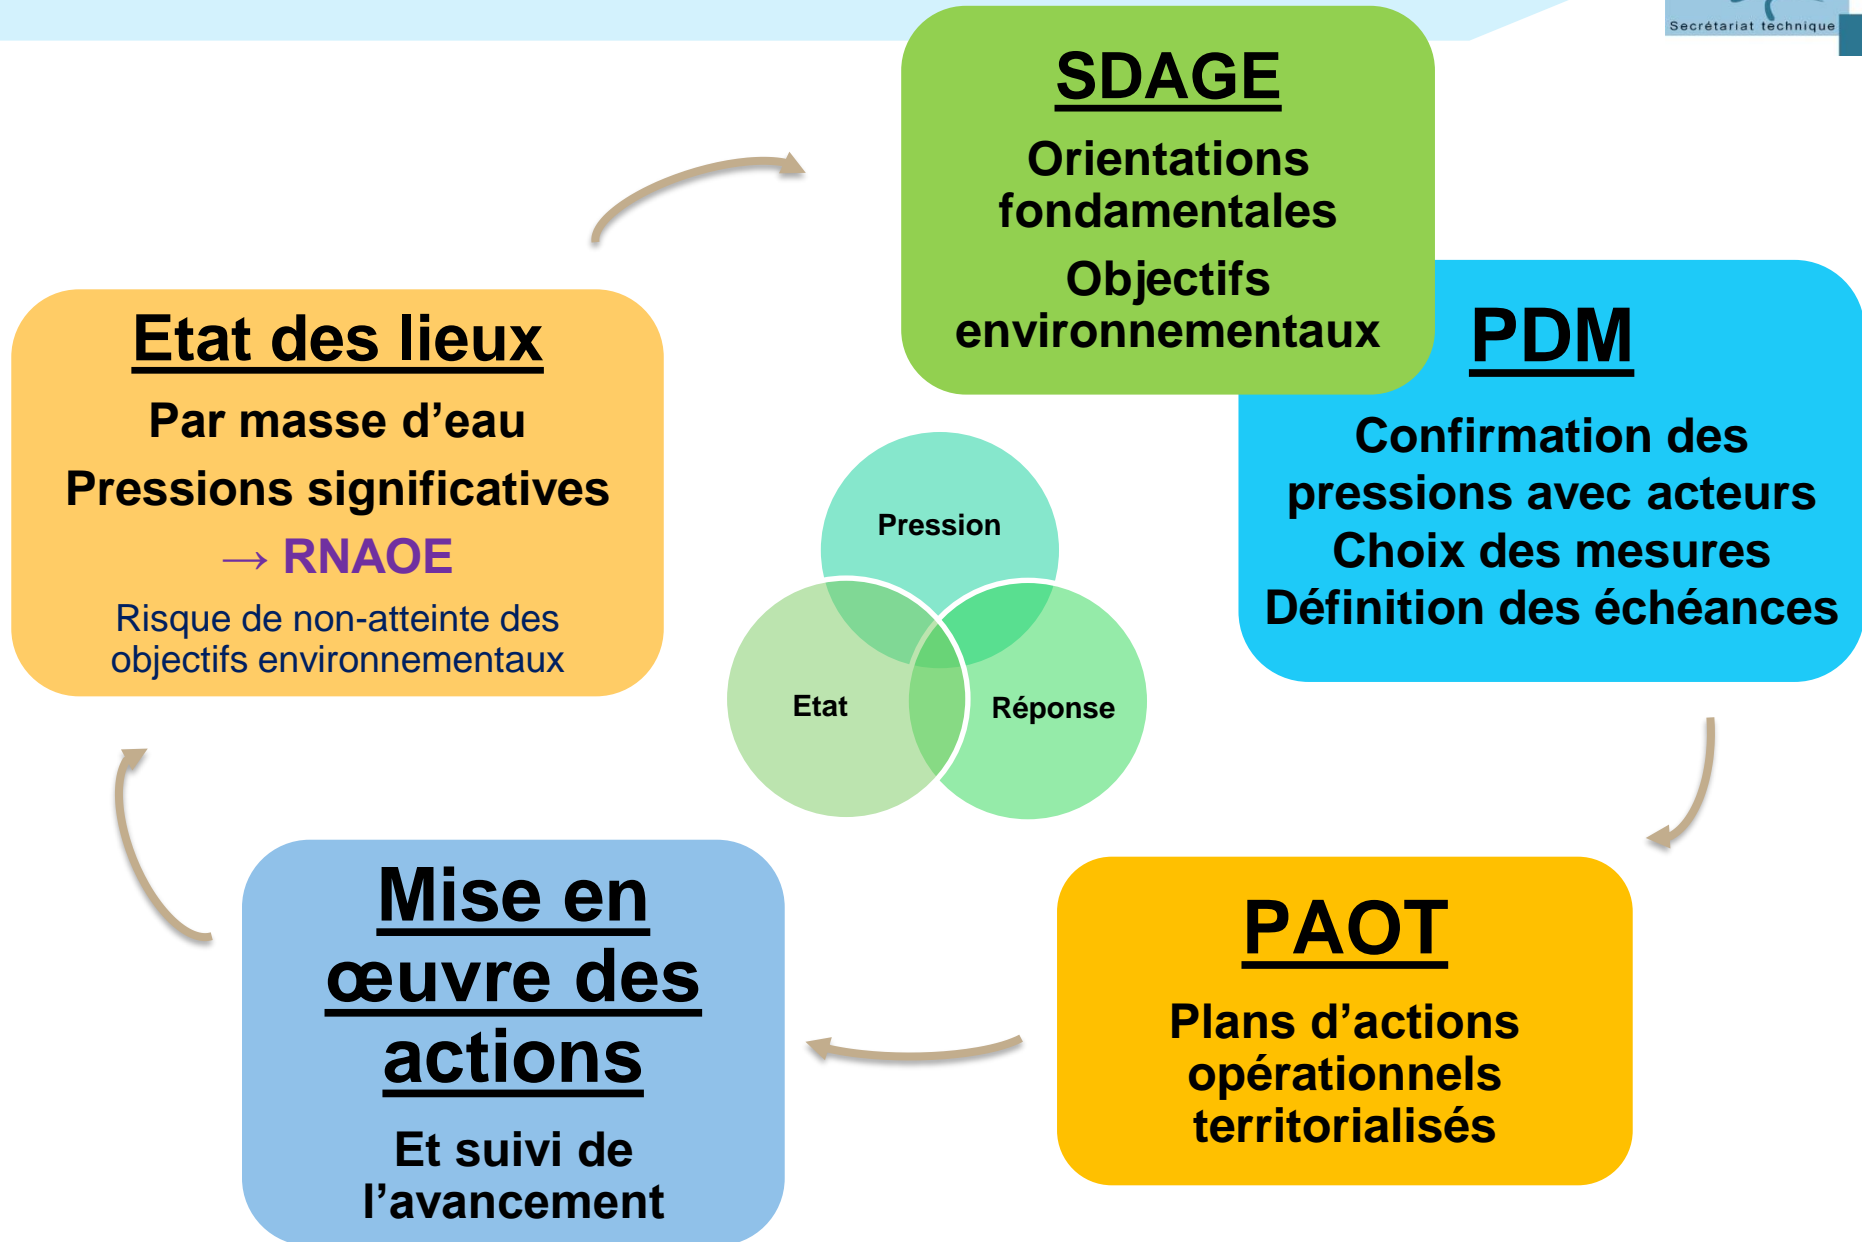 Secrétariat technique
SDAGE
Orientations
fondamentales
Objectifs
environnementaux
PDM
Confirmation des
pressions avec acteurs
Choix des mesures
Définition des échéances
Etat des lieux
Par masse d’eau
Pressions significatives
→ RNAOE
Risque de non-atteinte des
objectifs environnementaux
Pression
Etat
Réponse
Mise en
œuvre des
actions
Et suivi de
l’avancement
PAOT
Plans d’actions
opérationnels
territorialisés